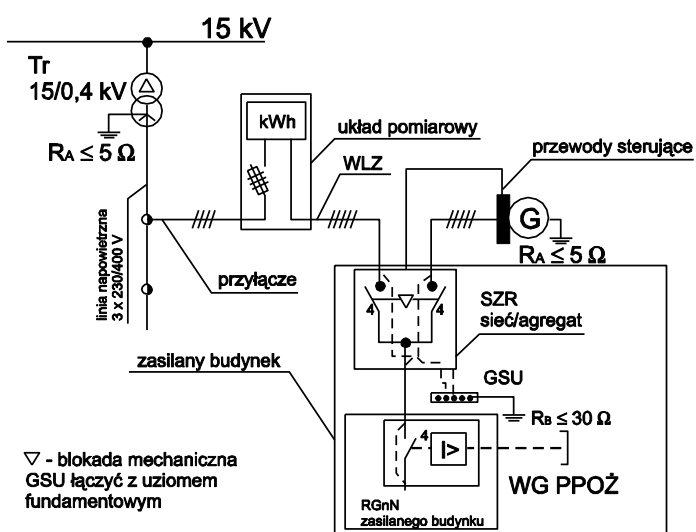 15 kV
Tr
15/0,4 kV
RA ≤ 5 Ω
kWh
układ pomiarowy
WLZ
przewody sterujące
G
RA ≤ 5 Ω
linia napowietrzna
3 x 230/400 V
przyłącze
4
4
SZR
sieć/agregat
zasilany budynek
GSU
RB ≤ 30 Ω
4
I>
WG PPOŻ
RGnN
zasilanego budynku
▽ - blokada mechaniczna
GSU łączyć z uziomem
fundamentowym